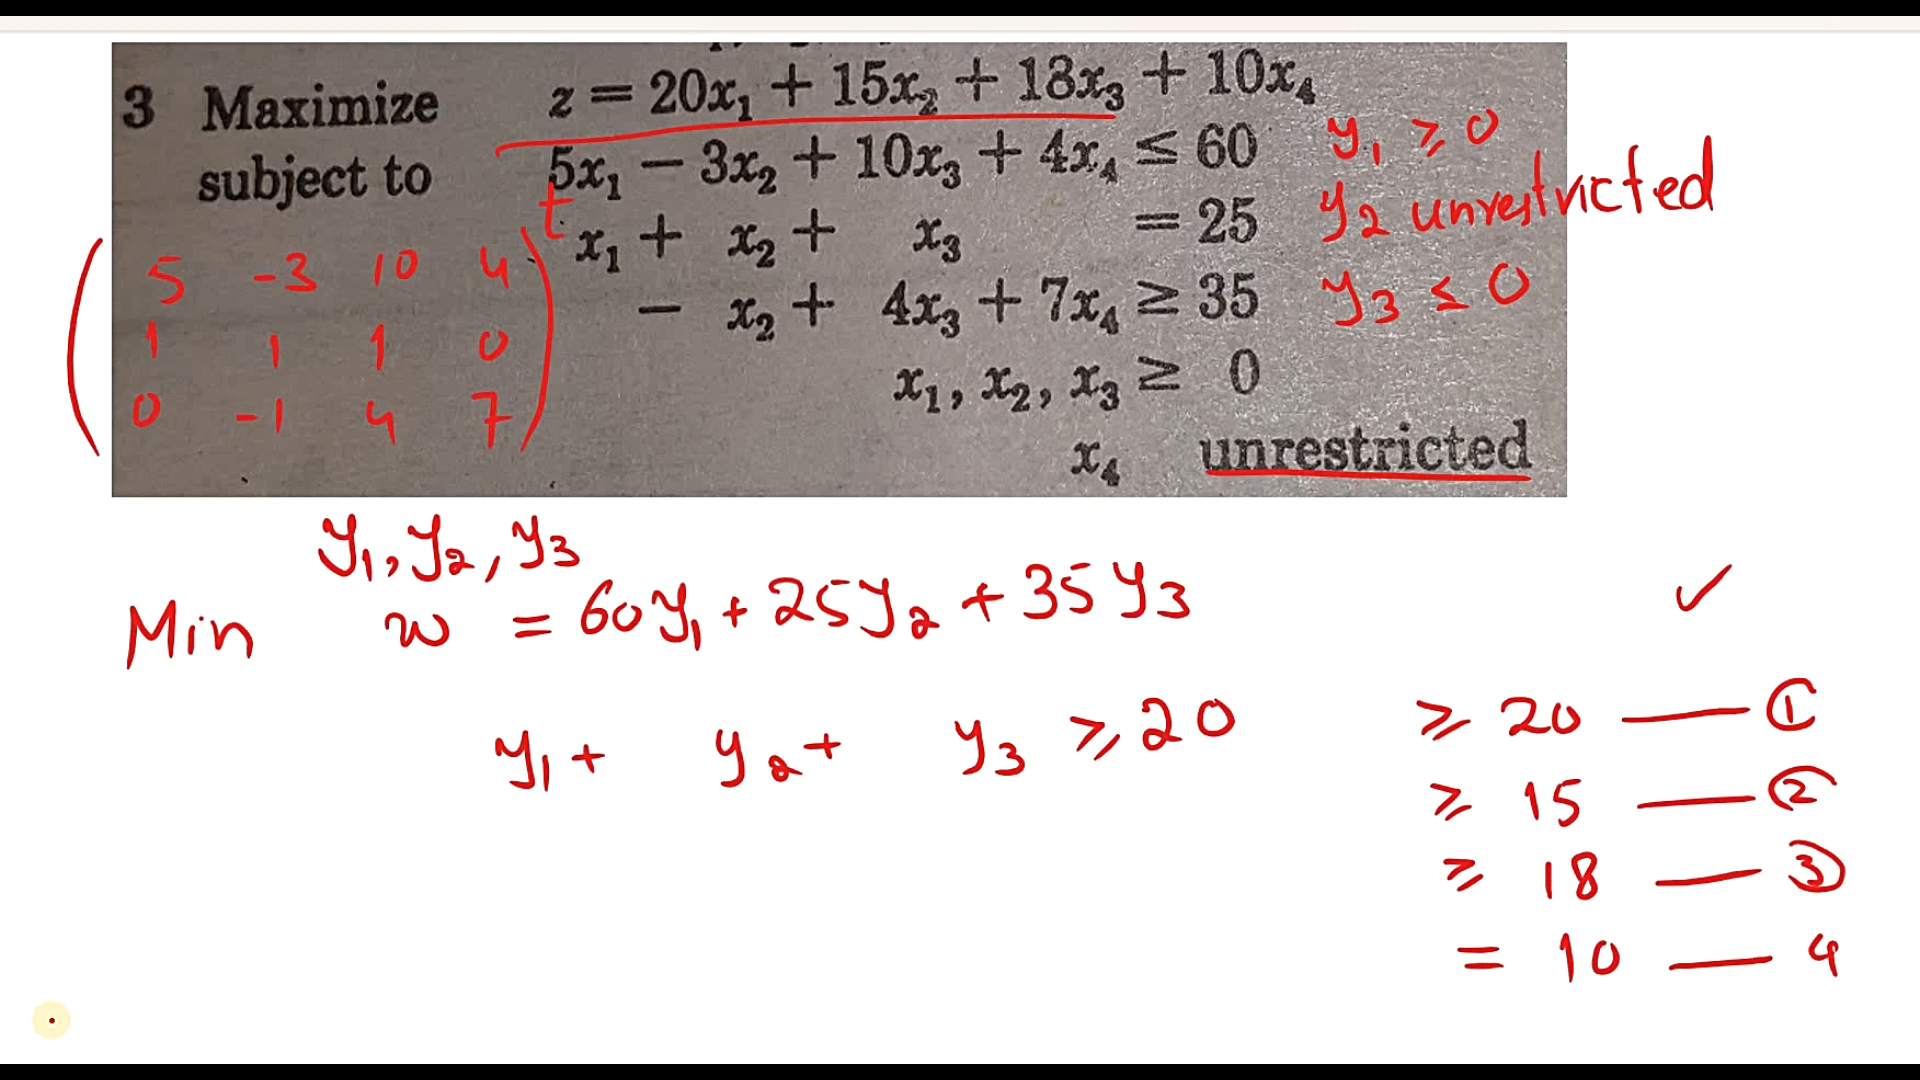 3 Maximize z = 20x₁ + 15x₂ + 18x₃ + 10x₄
subject to 5x₁ − 3x₂ + 10x₃ + 4x₄ ≤ 60 y₁ ≥ 0
x₁ + x₂ + x₃ = 25 y₂ unrestricted
− x₂ + 4x₃ + 7x₄ ≥ 35 y₃ ≤ 0
x₁, x₂, x₃ ≥ 0
x₄ unrestricted
( 5 -3 10 4 ) t
1 1 1 0
0 -1 4 7
y₁, y₂, y₃
Min w = 60y₁ + 25y₂ + 35y₃ ✓
y₁ + y₂ + y₃ ≥ 20 ≥ 20 — ①
≥ 15 — ②
≥ 18 — ③
= 10 — 4